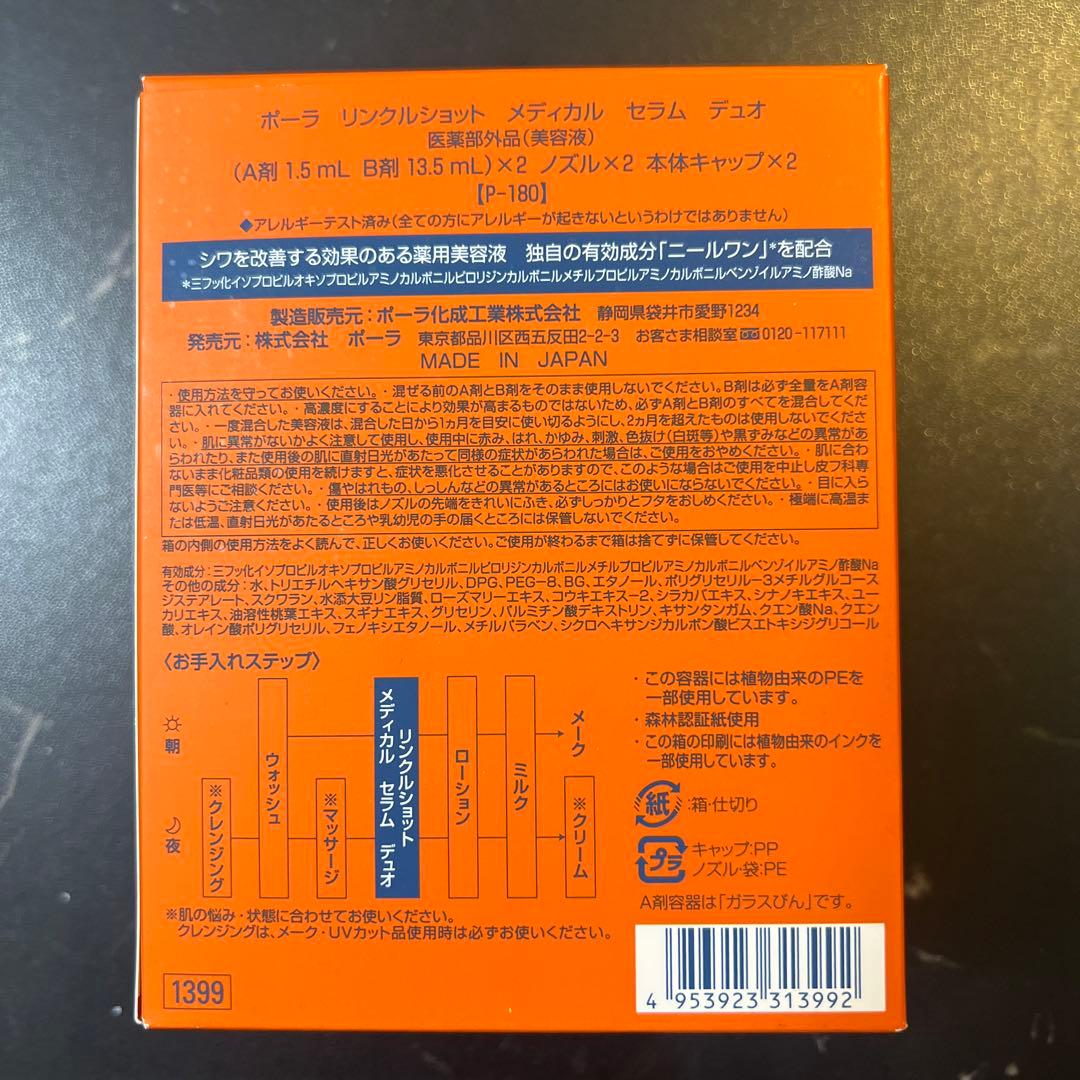 ポーラ リンクルショット メディカル セラム デュオ
医薬部外品(美容液)
(A剤 1.5 mL B剤 13.5 mL)×2 ノズル×2 本体キャップ×2
【P-180】
◆アレルギーテスト済み(全ての方にアレルギーが起きないというわけではありません)
シワを改善する効果のある薬用美容液 独自の有効成分「ニールワン」*を配合
*三フッ化イソプロピルオキソプロピルアミノカルボニルピロリジンカルボニルメチルプロピルアミノカルボニルベンゾイルアミノ酢酸Na
製造販売元:ポーラ化成工業株式会社 静岡県袋井市愛野1234
発売元:株式会社 ポーラ 東京都品川区西五反田2-2-3 お客さま相談室 0120-117111
MADE IN JAPAN
・使用方法を守ってお使いください。・混ぜる前のA剤とB剤をそのまま使用しないでください。B剤は必ず全量をA剤容
器に入れてください。・高濃度にすることにより効果が高まるものではないため、必ずA剤とB剤のすべてを混合してくだ
さい。・一度混合した美容液は、混合した日から1ヵ月を目安に使い切るようにし、2ヵ月を超えたものは使用しないでくだ
さい。・肌に異常がないかよく注意して使用し、使用中に赤み、はれ、かゆみ、刺激、色抜け(白斑等)や黒ずみなどの異常があ
らわれたり、また使用後の肌に直射日光があたって同様の症状があらわれた場合は、ご使用をおやめください。・肌に合わ
ないまま化粧品類の使用を続けますと、症状を悪化させることがありますので、このような場合はご使用を中止し皮フ科専
門医等にご相談ください。・傷やはれもの、しっしんなどの異常があるところにはお使いにならないでください。・目に入ら
ないようご注意ください。・使用後はノズルの先端をきれいにふき、必ずしっかりとフタをおしめください。・極端に高温ま
たは低温、直射日光があたるところや乳幼児の手の届くところには保管しないでください。
箱の内側の使用方法をよく読んで、正しくお使いください。ご使用が終わるまで箱は捨てずに保管してください。
有効成分:三フッ化イソプロピルオキソプロピルアミノカルボニルピロリジンカルボニルメチルプロピルアミノカルボニルベンゾイルアミノ酢酸Na
その他の成分:水、トリエチルヘキサン酸グリセリル、DPG、PEG-8、BG、エタノール、ポリグリセリル-3メチルグルコース
ジステアレート、スクワラン、水添大豆リン脂質、ローズマリーエキス、コウキエキス-2、シラカバエキス、シナノキエキス、ユー
カリエキス、油溶性桃葉エキス、スギナエキス、グリセリン、パルミチン酸デキストリン、キサンタンガム、クエン酸Na、クエン
酸、オレイン酸ポリグリセリル、フェノキシエタノール、メチルパラベン、シクロヘキサンジカルボン酸ビスエトキシジグリコール
〈お手入れステップ〉
朝
夜
※クレンジング
ウォッシュ
※マッサージ
リンクルショット
メディカル セラム デュオ
ローション
ミルク
メーク
※クリーム
※肌の悩み・状態に合わせてお使いください。
クレンジングは、メーク・UVカット品使用時は必ずお使いください。
1399
・この容器には植物由来のPEを
一部使用しています。
・森林認証紙使用
・この箱の印刷には植物由来のインクを
一部使用しています。
紙 :箱・仕切り
プラ キャップ:PP
ノズル・袋:PE
A剤容器は「ガラスびん」です。
4 953923 313992